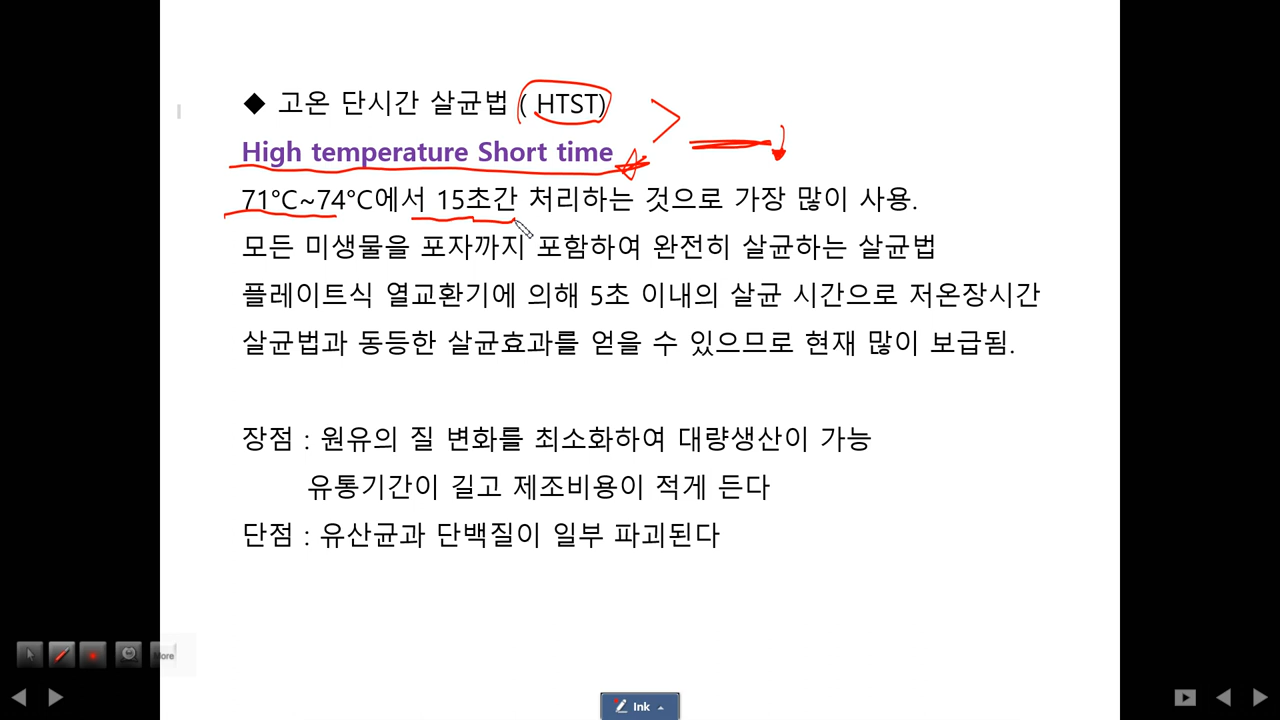 ◆ 고온 단시간 살균법 ( HTST)
High temperature Short time
71°C~74°C에서 15초간 처리하는 것으로 가장 많이 사용.
모든 미생물을 포자까지 포함하여 완전히 살균하는 살균법
플레이트식 열교환기에 의해 5초 이내의 살균 시간으로 저온장시간
살균법과 동등한 살균효과를 얻을 수 있으므로 현재 많이 보급됨.
장점 : 원유의 질 변화를 최소화하여 대량생산이 가능
유통기간이 길고 제조비용이 적게 든다
단점 : 유산균과 단백질이 일부 파괴된다
More
Ink